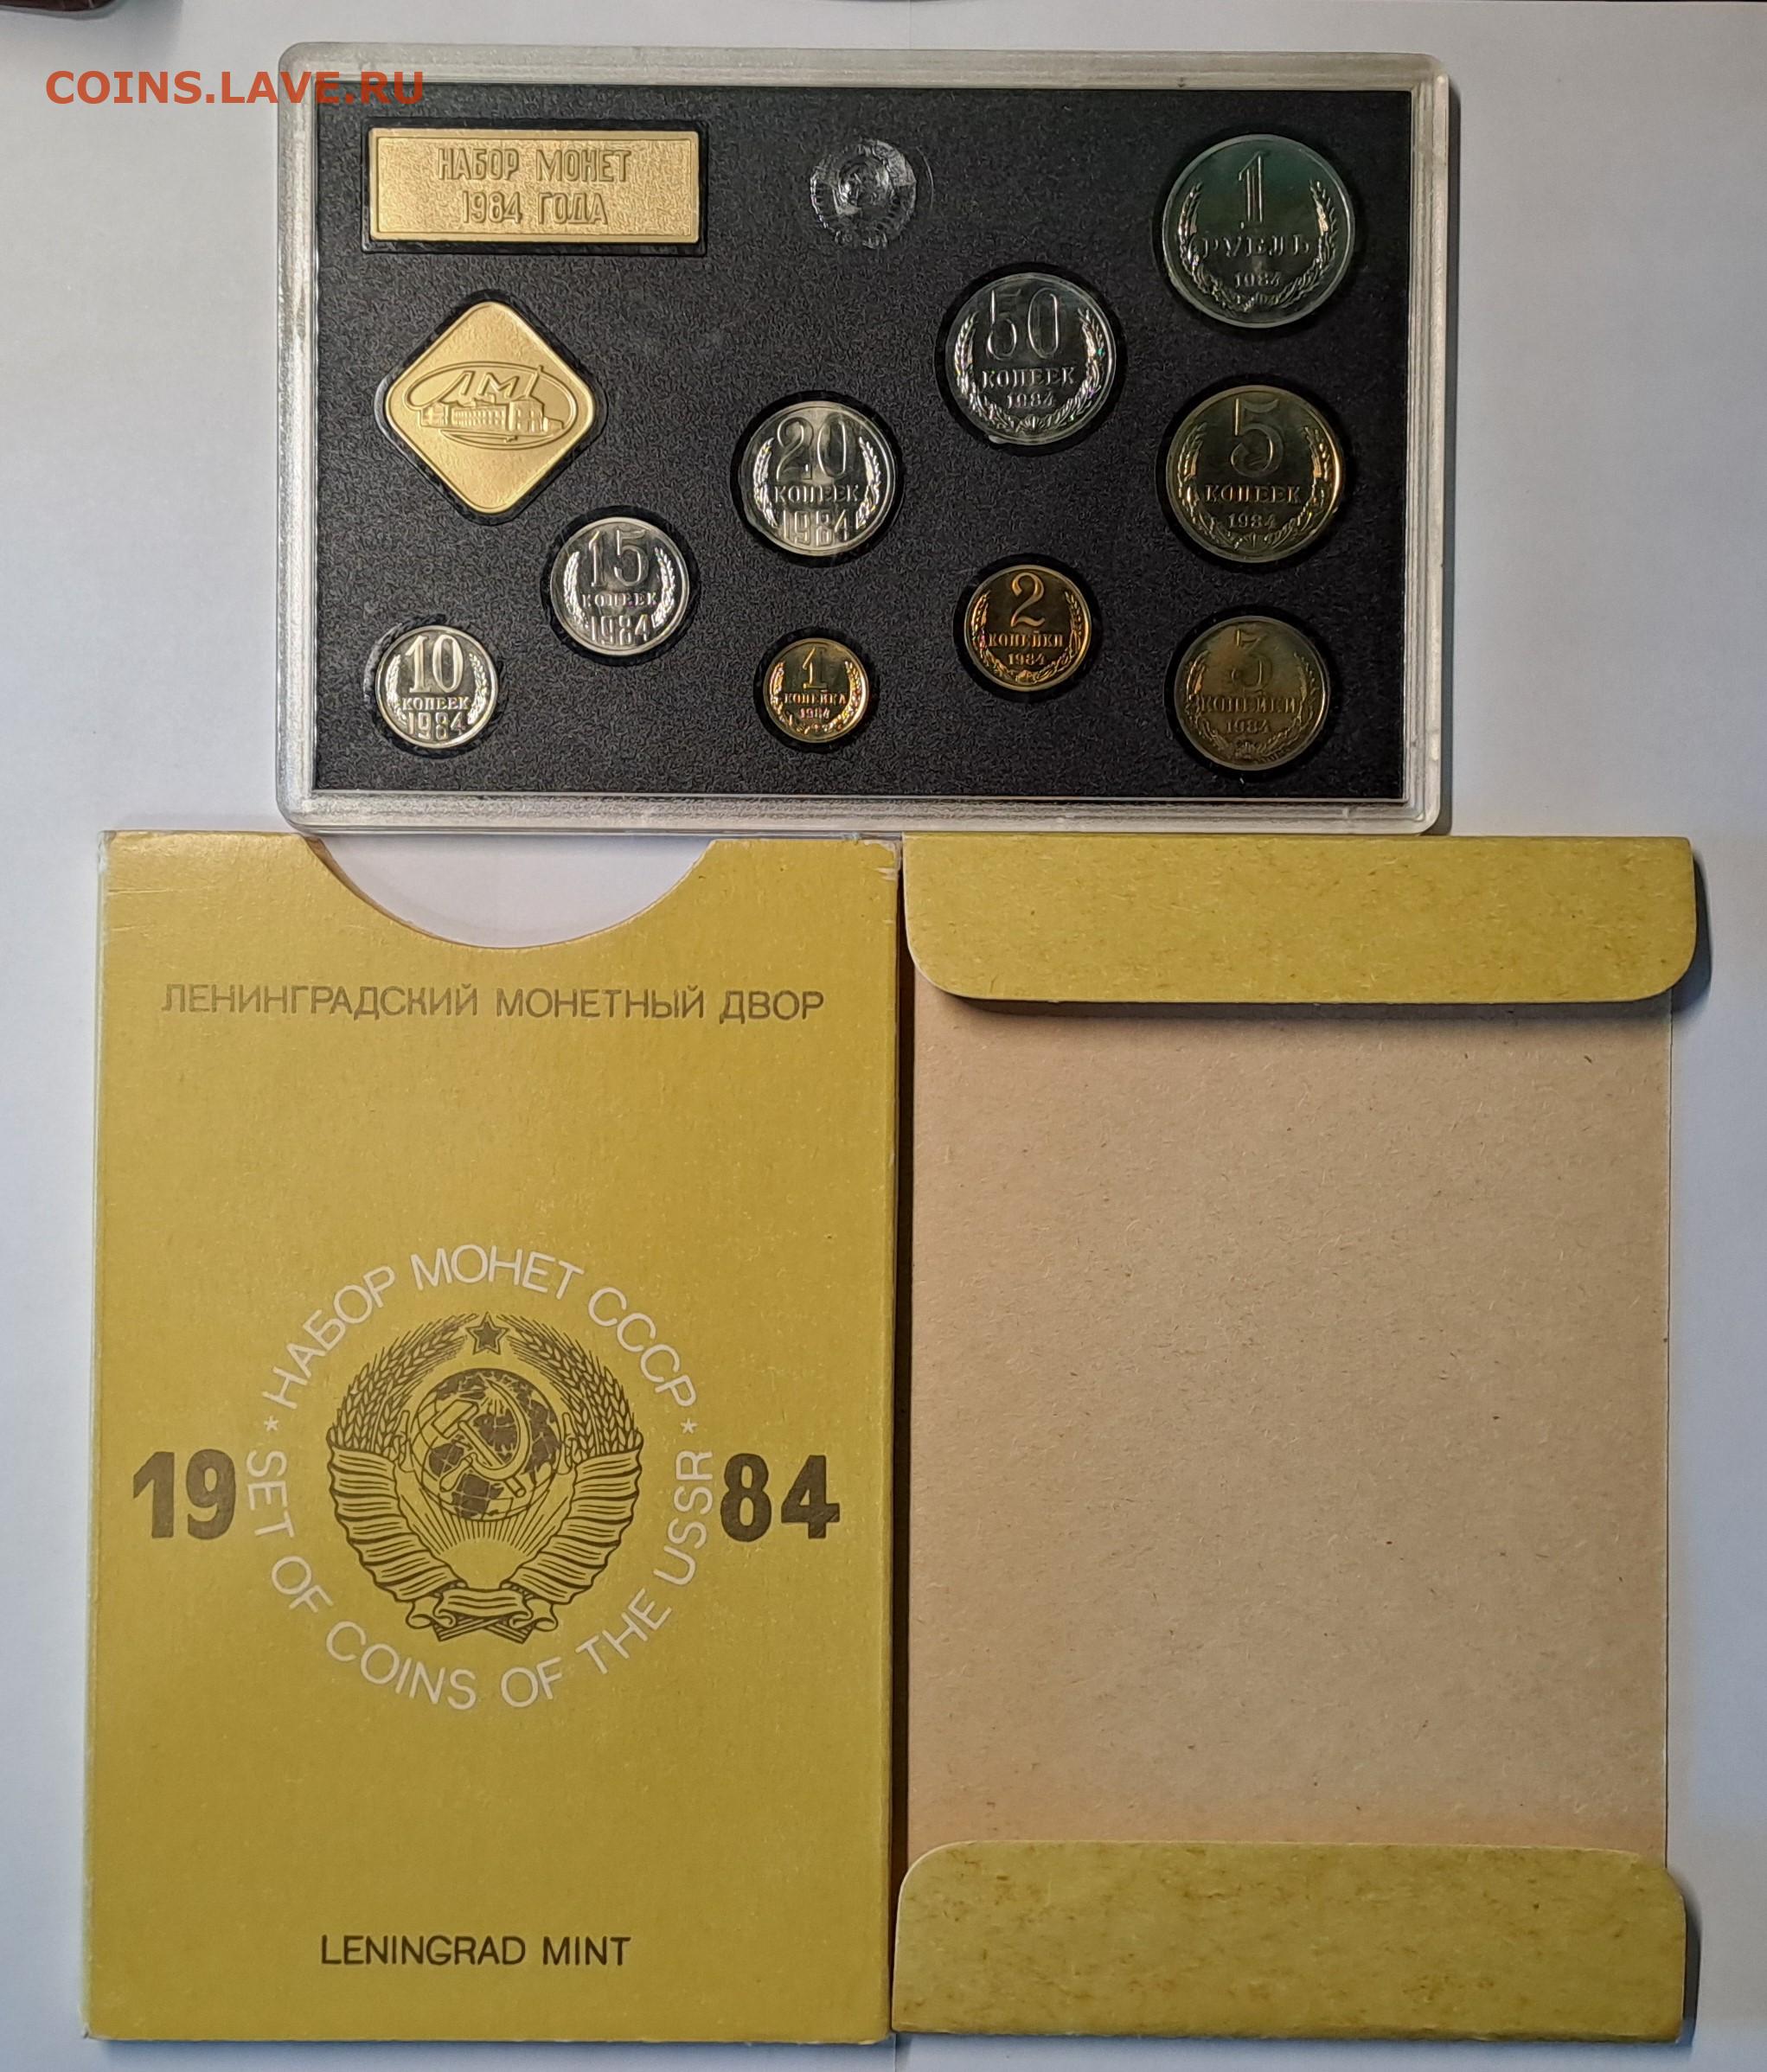 COINS.LAVE.RU
НАБОР МОНЕТ
1984 ГОДА
1
РУБЛЬ
1984
50
КОПЕЕК
1984
ЛМД
20
КОПЕЕК
1984
5
КОПЕЕК
1984
15
КОПЕЕК
1984
2
КОПЕЙКИ
1984
10
КОПЕЕК
1984
1
КОПЕЙКА
1984
3
КОПЕЙКИ
1984
ЛЕНИНГРАДСКИЙ МОНЕТНЫЙ ДВОР
* НАБОР МОНЕТ СССР *
19 84
SET OF COINS OF THE USSR
LENINGRAD MINT